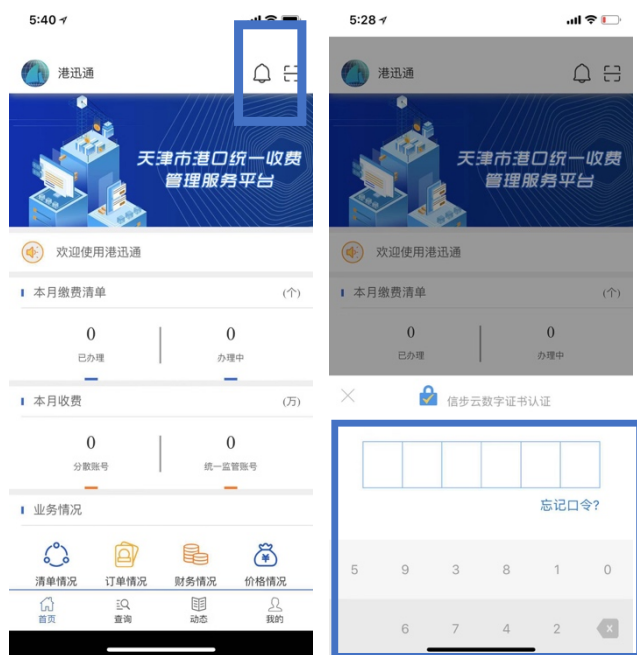 5:40
港迅通
天津市港口统一收费
管理服务平台
欢迎使用港迅通
本月缴费清单
(个)
0
0
已办理
办理中
本月收费
(万)
0
0
分散账号
统一监管账号
业务情况
清单情况
订单情况
财务情况
价格情况
首页
查询
动态
我的
5:28
港迅通
天津市港口统一收费
管理服务平台
欢迎使用港迅通
本月缴费清单
(个)
0
0
已办理
办理中
信步云数字证书认证
忘记口令?
5 9 3 8 1 0
6 7 4 2